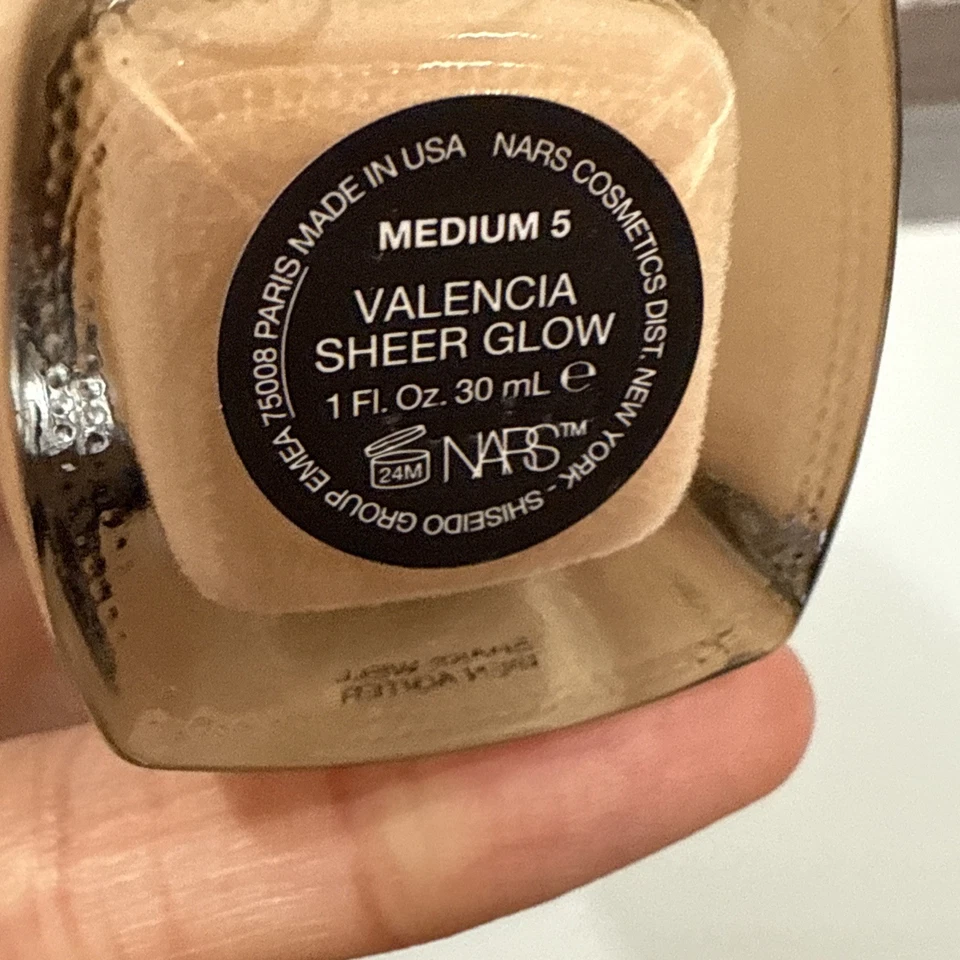 MEDIUM 5
VALENCIA
SHEER GLOW
1 Fl. Oz. 30 mL ℮
24M NARS™
NARS COSMETICS DIST. NEW YORK - SHISEIDO GROUP EMEA 75008 PARIS MADE IN USA